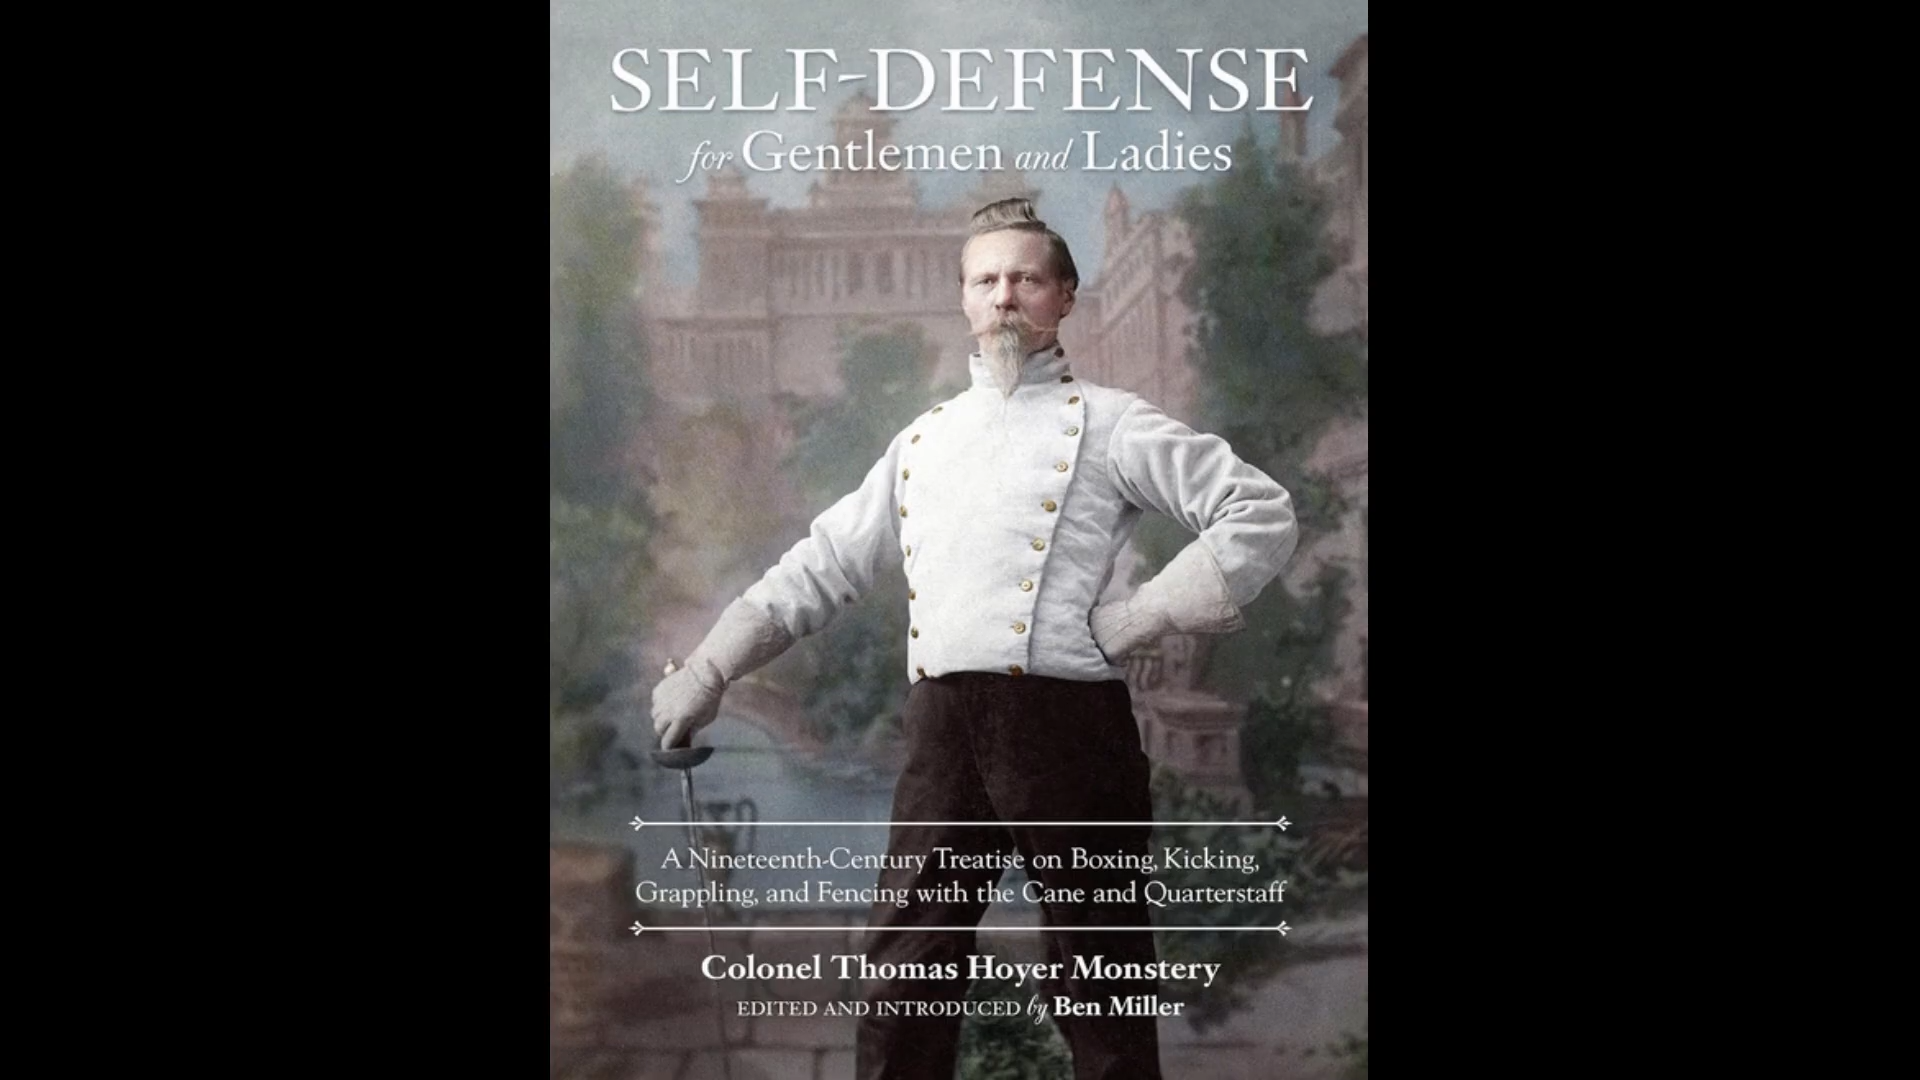 SELF-DEFENSE
for Gentlemen and Ladies
A Nineteenth-Century Treatise on Boxing, Kicking,
Grappling, and Fencing with the Cane and Quarterstaff
Colonel Thomas Hoyer Monstery
EDITED AND INTRODUCED by Ben Miller